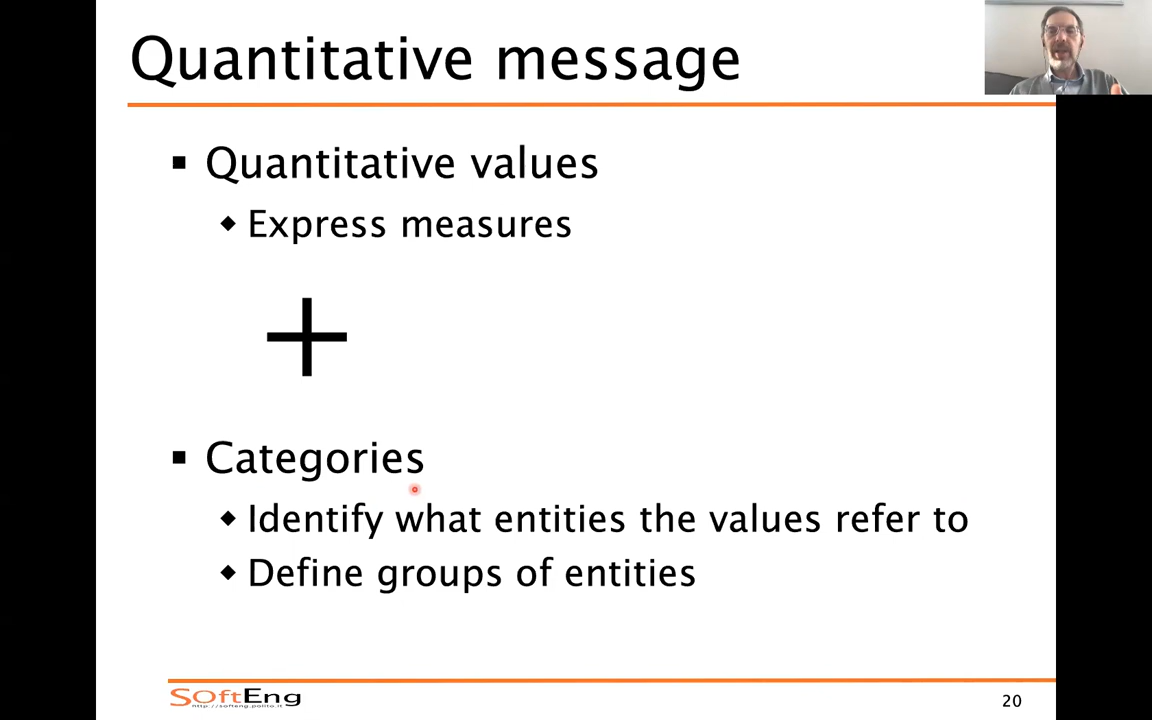 Quantitative message
▪ Quantitative values
◆ Express measures
+
▪ Categories
◆ Identify what entities the values refer to
◆ Define groups of entities
SOftEng
http://softeng.polito.it
20